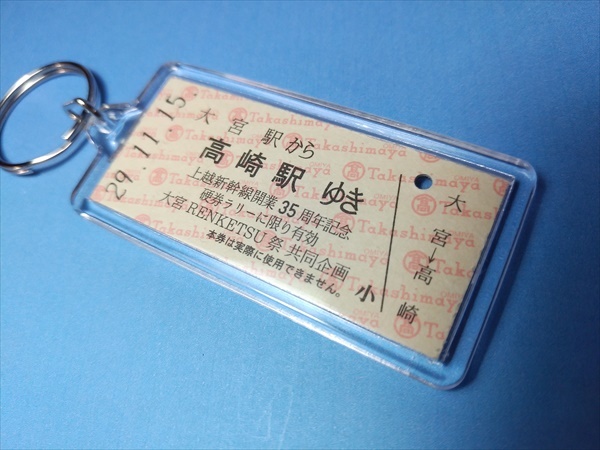 29.11.15.
大宮駅から
高崎駅 ゆき
上越新幹線開業 35 周年記念
硬券ラリーに限り有効
大宮RENKETSU祭 共同企画
本券は実際に使用できません。
小
大宮→高崎
Takashimaya